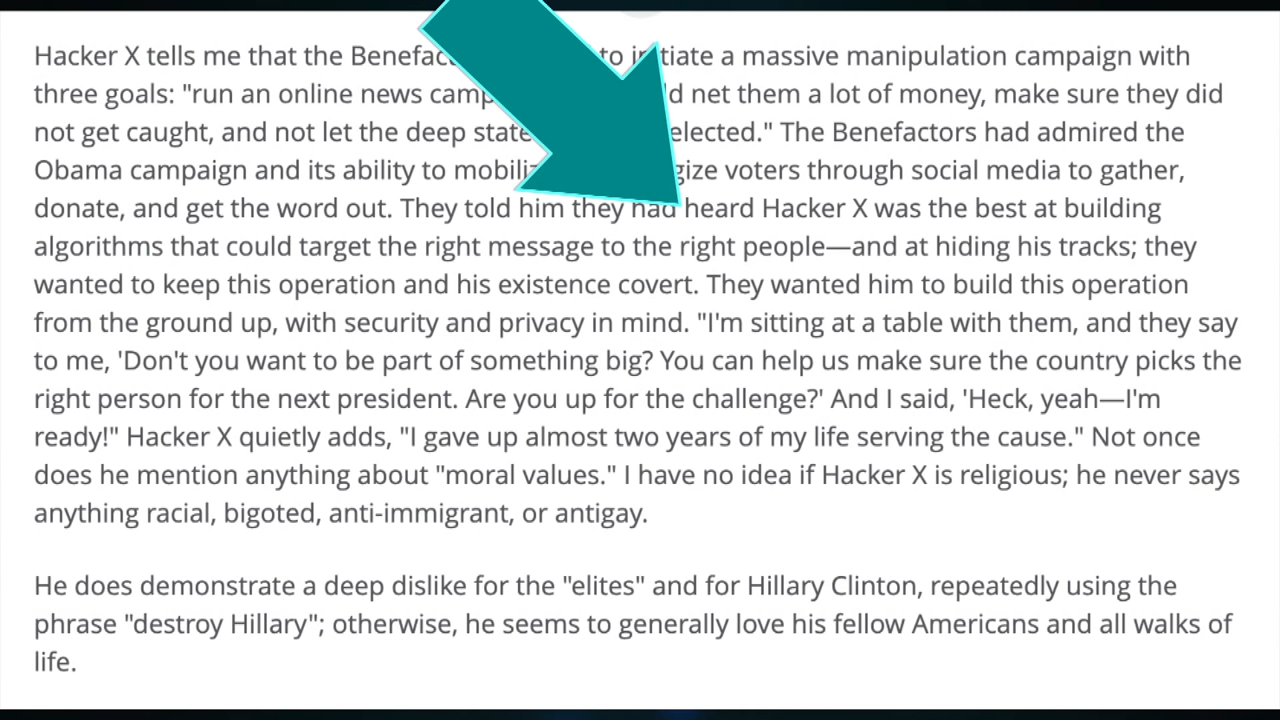 Hacker X tells me that the Benefac to initiate a massive manipulation campaign with
three goals: "run an online news camp d net them a lot of money, make sure they did
not get caught, and not let the deep state elected." The Benefactors had admired the
Obama campaign and its ability to mobiliz gize voters through social media to gather,
donate, and get the word out. They told him they had heard Hacker X was the best at building
algorithms that could target the right message to the right people—and at hiding his tracks; they
wanted to keep this operation and his existence covert. They wanted him to build this operation
from the ground up, with security and privacy in mind. "I'm sitting at a table with them, and they say
to me, 'Don't you want to be part of something big? You can help us make sure the country picks the
right person for the next president. Are you up for the challenge?' And I said, 'Heck, yeah—I'm
ready!" Hacker X quietly adds, "I gave up almost two years of my life serving the cause." Not once
does he mention anything about "moral values." I have no idea if Hacker X is religious; he never says
anything racial, bigoted, anti-immigrant, or antigay.
He does demonstrate a deep dislike for the "elites" and for Hillary Clinton, repeatedly using the
phrase "destroy Hillary"; otherwise, he seems to generally love his fellow Americans and all walks of
life.